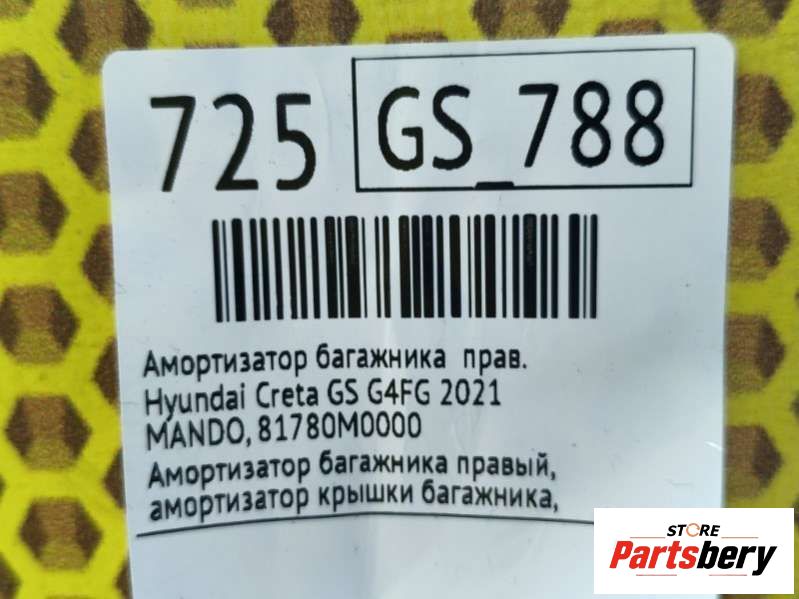 725 GS_788
Амортизатор багажника прав.
Hyundai Creta GS G4FG 2021
MANDO, 81780M0000
Амортизатор багажника правый,
амортизатор крышки багажника,
STORE
Partsbery